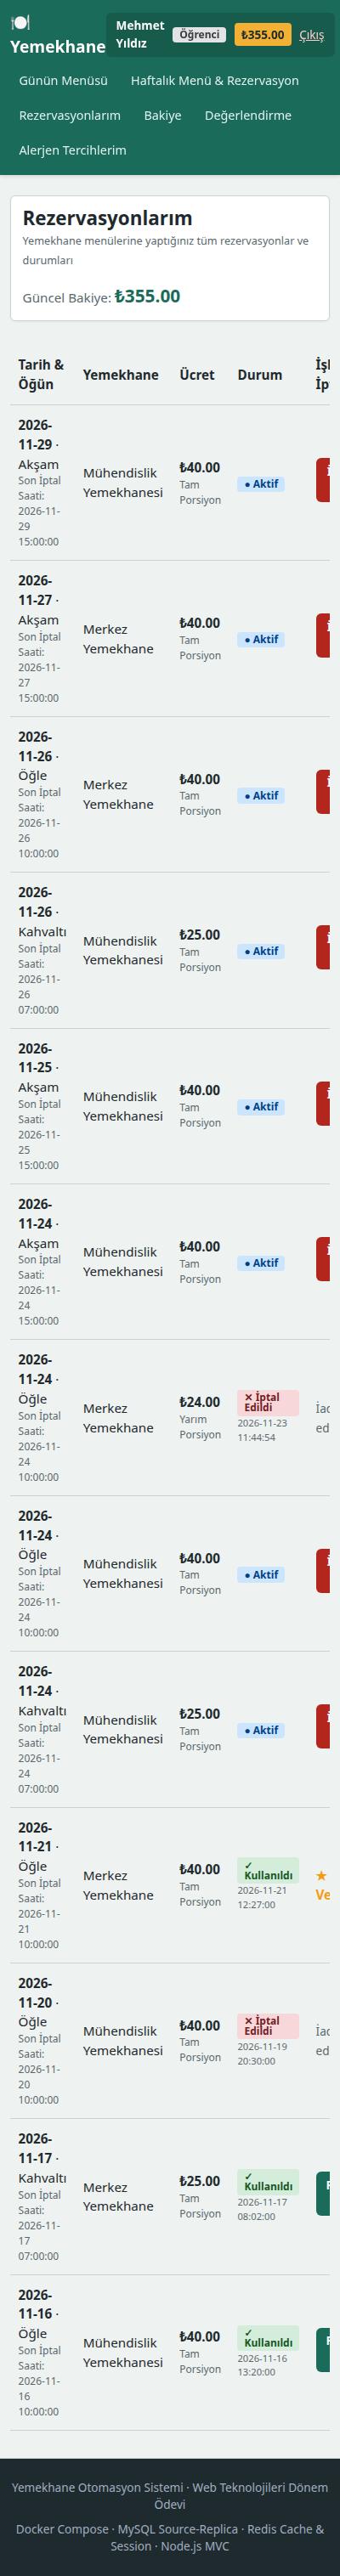 🍽️
Yemekhane
Mehmet
Yıldız
Öğrenci
₺355.00
Çıkış
Günün Menüsü
Haftalık Menü & Rezervasyon
Rezervasyonlarım
Bakiye
Değerlendirme
Alerjen Tercihlerim
Rezervasyonlarım
Yemekhane menülerine yaptığınız tüm rezervasyonlar ve
durumları
Güncel Bakiye: ₺355.00
Tarih &
Öğün
Yemekhane
Ücret
Durum
2026-
11-29 ·
Akşam
Son İptal
Saati:
2026-11-
29
15:00:00
Mühendislik
Yemekhanesi
₺40.00
Tam
Porsiyon
● Aktif
2026-
11-27 ·
Akşam
Son İptal
Saati:
2026-11-
27
15:00:00
Merkez
Yemekhane
₺40.00
Tam
Porsiyon
● Aktif
2026-
11-26 ·
Öğle
Son İptal
Saati:
2026-11-
26
10:00:00
Merkez
Yemekhane
₺40.00
Tam
Porsiyon
● Aktif
2026-
11-26 ·
Kahvaltı
Son İptal
Saati:
2026-11-
26
07:00:00
Mühendislik
Yemekhanesi
₺25.00
Tam
Porsiyon
● Aktif
2026-
11-25 ·
Akşam
Son İptal
Saati:
2026-11-
25
15:00:00
Mühendislik
Yemekhanesi
₺40.00
Tam
Porsiyon
● Aktif
2026-
11-24 ·
Akşam
Son İptal
Saati:
2026-11-
24
15:00:00
Mühendislik
Yemekhanesi
₺40.00
Tam
Porsiyon
● Aktif
2026-
11-24 ·
Öğle
Son İptal
Saati:
2026-11-
24
10:00:00
Merkez
Yemekhane
₺24.00
Yarım
Porsiyon
✕ İptal
Edildi
2026-11-23
11:44:54
2026-
11-24 ·
Öğle
Son İptal
Saati:
2026-11-
24
10:00:00
Mühendislik
Yemekhanesi
₺40.00
Tam
Porsiyon
● Aktif
2026-
11-24 ·
Kahvaltı
Son İptal
Saati:
2026-11-
24
07:00:00
Mühendislik
Yemekhanesi
₺25.00
Tam
Porsiyon
● Aktif
2026-
11-21 ·
Öğle
Son İptal
Saati:
2026-11-
21
10:00:00
Merkez
Yemekhane
₺40.00
Tam
Porsiyon
✓
Kullanıldı
2026-11-21
12:27:00
★
2026-
11-20 ·
Öğle
Son İptal
Saati:
2026-11-
20
10:00:00
Mühendislik
Yemekhanesi
₺40.00
Tam
Porsiyon
✕ İptal
Edildi
2026-11-19
20:30:00
2026-
11-17 ·
Kahvaltı
Son İptal
Saati:
2026-11-
17
07:00:00
Merkez
Yemekhane
₺25.00
Tam
Porsiyon
✓
Kullanıldı
2026-11-17
08:02:00
2026-
11-16 ·
Öğle
Son İptal
Saati:
2026-11-
16
10:00:00
Mühendislik
Yemekhanesi
₺40.00
Tam
Porsiyon
✓
Kullanıldı
2026-11-16
13:20:00
Yemekhane Otomasyon Sistemi · Web Teknolojileri Dönem
Ödevi
Docker Compose · MySQL Source-Replica · Redis Cache &
Session · Node.js MVC